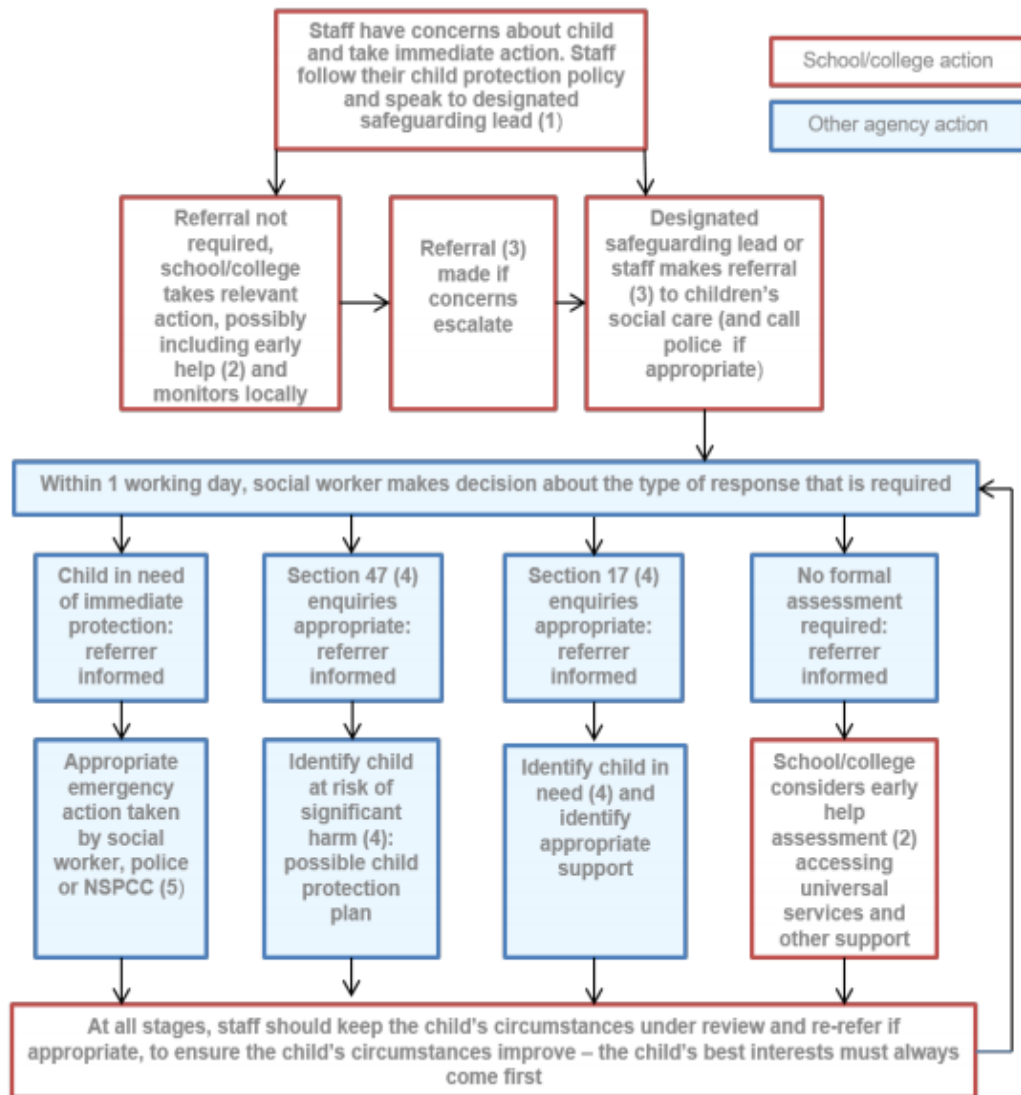 Staff have concerns about child
and take immediate action. Staff
follow their child protection policy
and speak to designated
safeguarding lead (1)
School/college action
Other agency action
Referral not
required,
school/college
takes relevant
action, possibly
including early
help (2) and
monitors locally
Referral (3)
made if
concerns
escalate
Designated
safeguarding lead or
staff makes referral
(3) to children's
social care (and call
police if
appropriate)
Within 1 working day, social worker makes decision about the type of response that is required
Child in need
of immediate
protection:
referrer
informed
Section 47 (4)
enquiries
appropriate:
referrer
informed
Section 17 (4)
enquiries
appropriate:
referrer
informed
No formal
assessment
required:
referrer
informed
Appropriate
emergency
action taken
by social
worker, police
or NSPCC (5)
Identify child
at risk of
significant
harm (4):
possible child
protection
plan
Identify child in
need (4) and
identify
appropriate
support
School/college
considers early
help
assessment (2)
accessing
universal
services and
other support
At all stages, staff should keep the child's circumstances under review and re-refer if
appropriate, to ensure the child's circumstances improve – the child's best interests must always
come first